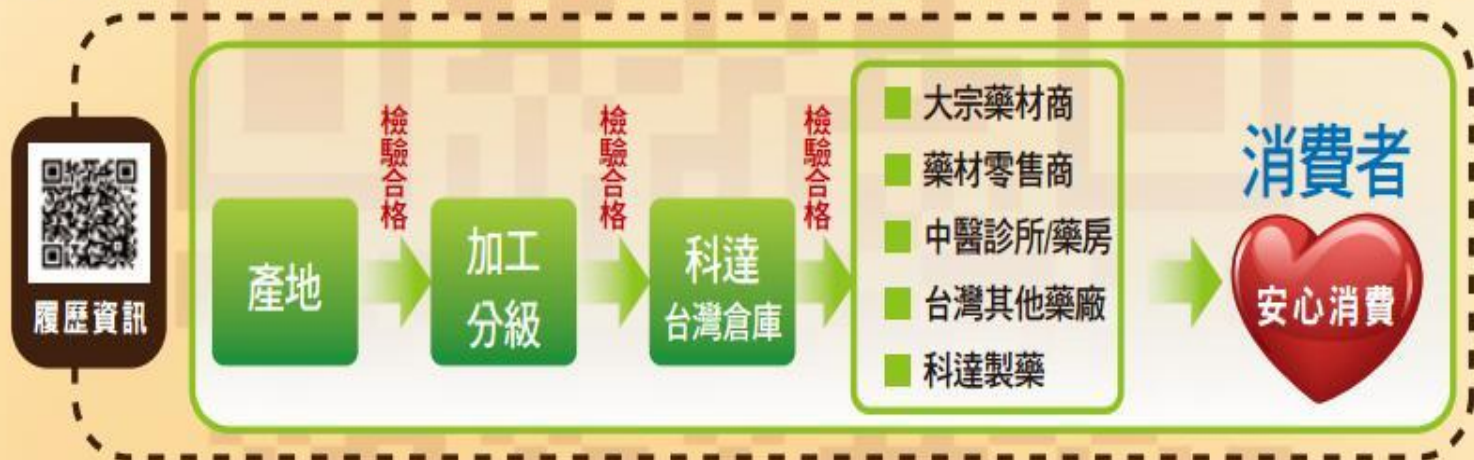 履歷資訊
產地
檢驗合格
加工
分級
檢驗合格
科達
台灣倉庫
檢驗合格
大宗藥材商
藥材零售商
中醫診所/藥房
台灣其他藥廠
科達製藥
消費者
安心消費